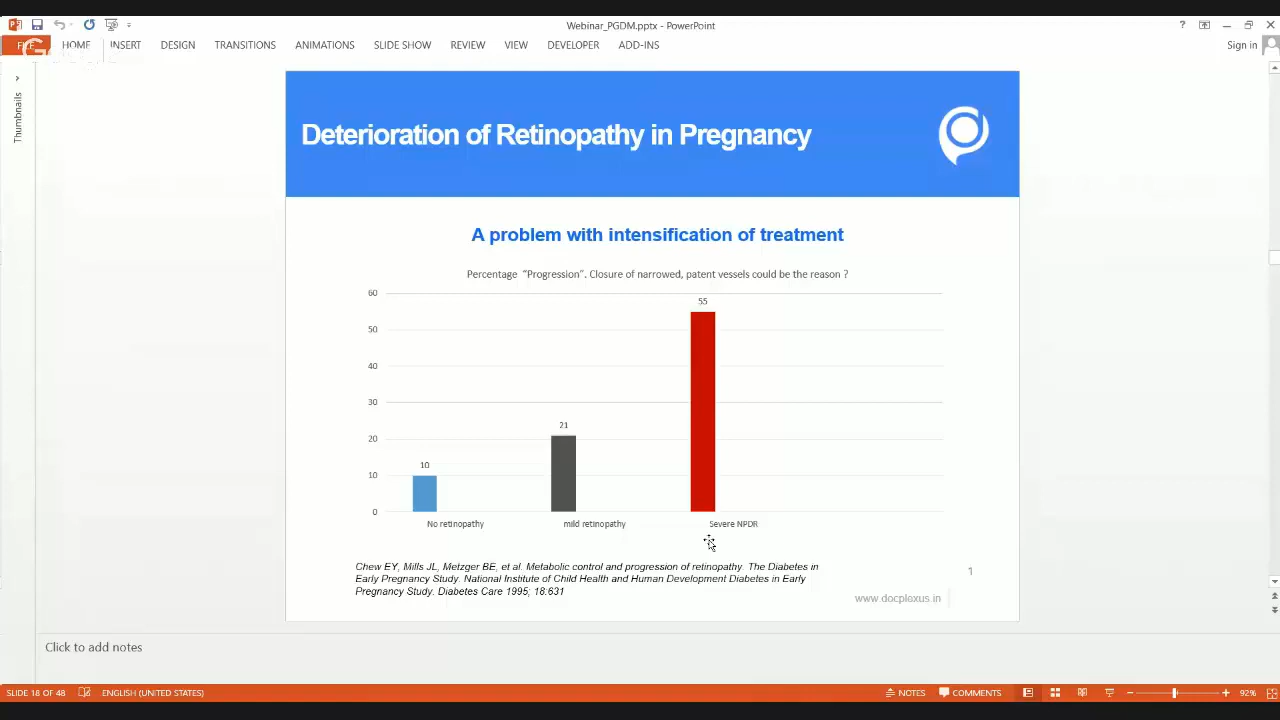 Webinar_PGDM.pptx - PowerPoint
?
FILE HOME INSERT DESIGN TRANSITIONS ANIMATIONS SLIDE SHOW REVIEW VIEW DEVELOPER ADD-INS
Sign in
Thumbnails
Deterioration of Retinopathy in Pregnancy
A problem with intensification of treatment
Percentage "Progression". Closure of narrowed, patent vessels could be the reason ?
60
50
40
30
20
10
0
10
21
55
No retinopathy
mild retinopathy
Severe NPDR
Chew EY, Mills JL, Metzger BE, et al. Metabolic control and progression of retinopathy. The Diabetes in
Early Pregnancy Study. National Institute of Child Health and Human Development Diabetes in Early
Pregnancy Study. Diabetes Care 1995; 18:631
1
www.docplexus.in
Click to add notes
SLIDE 18 OF 48 ENGLISH (UNITED STATES) NOTES COMMENTS 92%